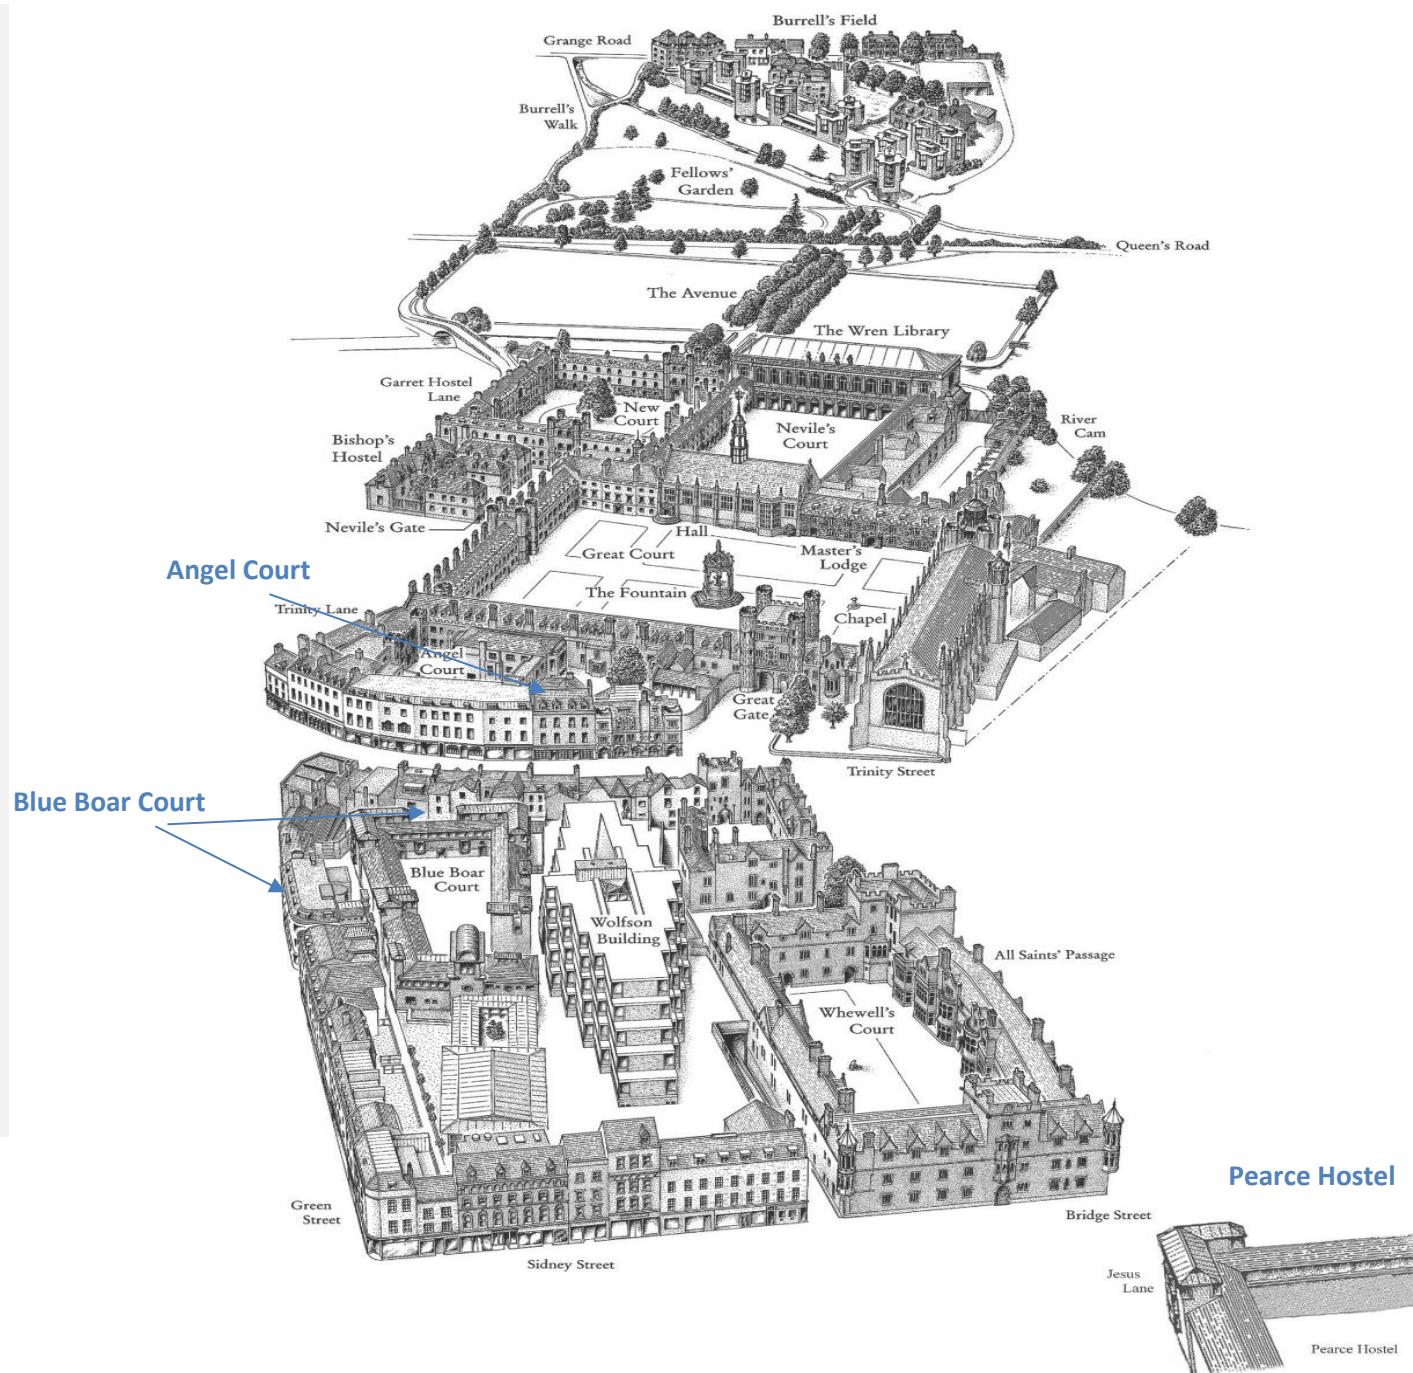 Burrell's Field
Grange Road
Burrell's
Walk
Fellows'
Garden
Queen's Road
The Avenue
The Wren Library
Garret Hostel
Lane
New
Court
Nevile's
Court
River
Cam
Bishop's
Hostel
Nevile's Gate
Hall
Great Court
Master's
Lodge
Angel Court
The Fountain
Trinity Lane
Chapel
Angel
Court
Great
Gate
Trinity Street
Blue Boar Court
Blue Boar
Court
Wolfson
Building
All Saints' Passage
Whewell's
Court
Pearce Hostel
Green
Street
Bridge Street
Sidney Street
Jesus
Lane
Pearce Hostel